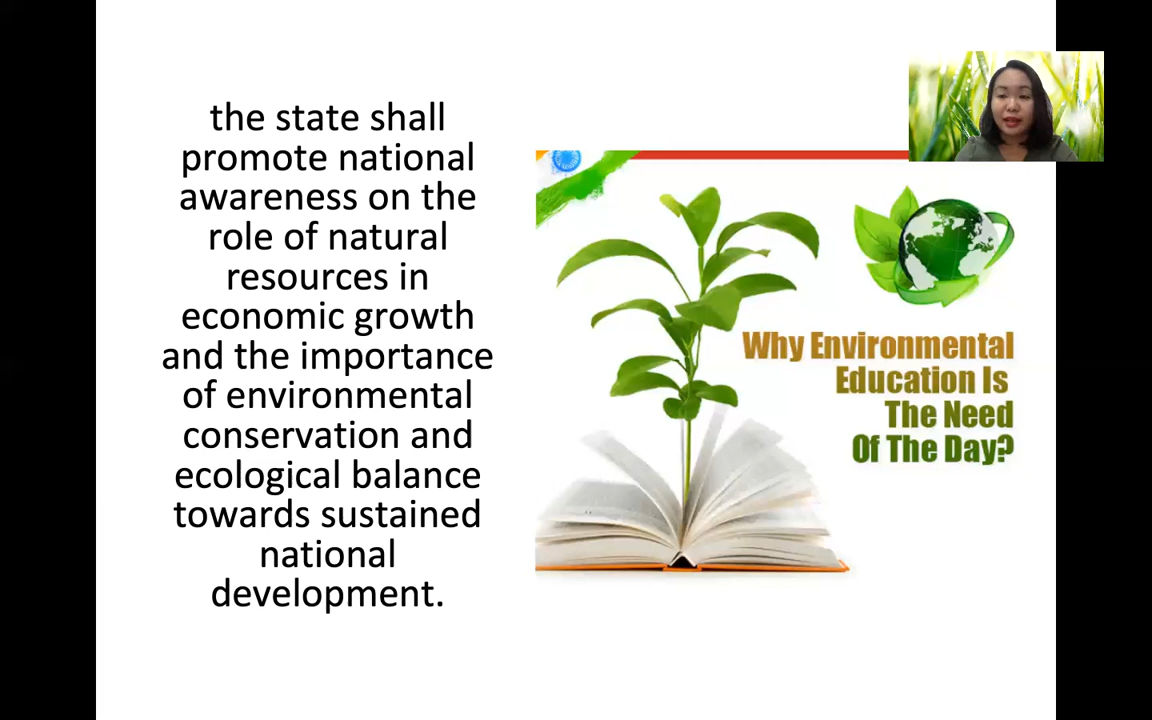 the state shall
promote national
awareness on the
role of natural
resources in
economic growth
and the importance
of environmental
conservation and
ecological balance
towards sustained
national
development.
Why Environmental
Education Is
The Need
Of The Day?